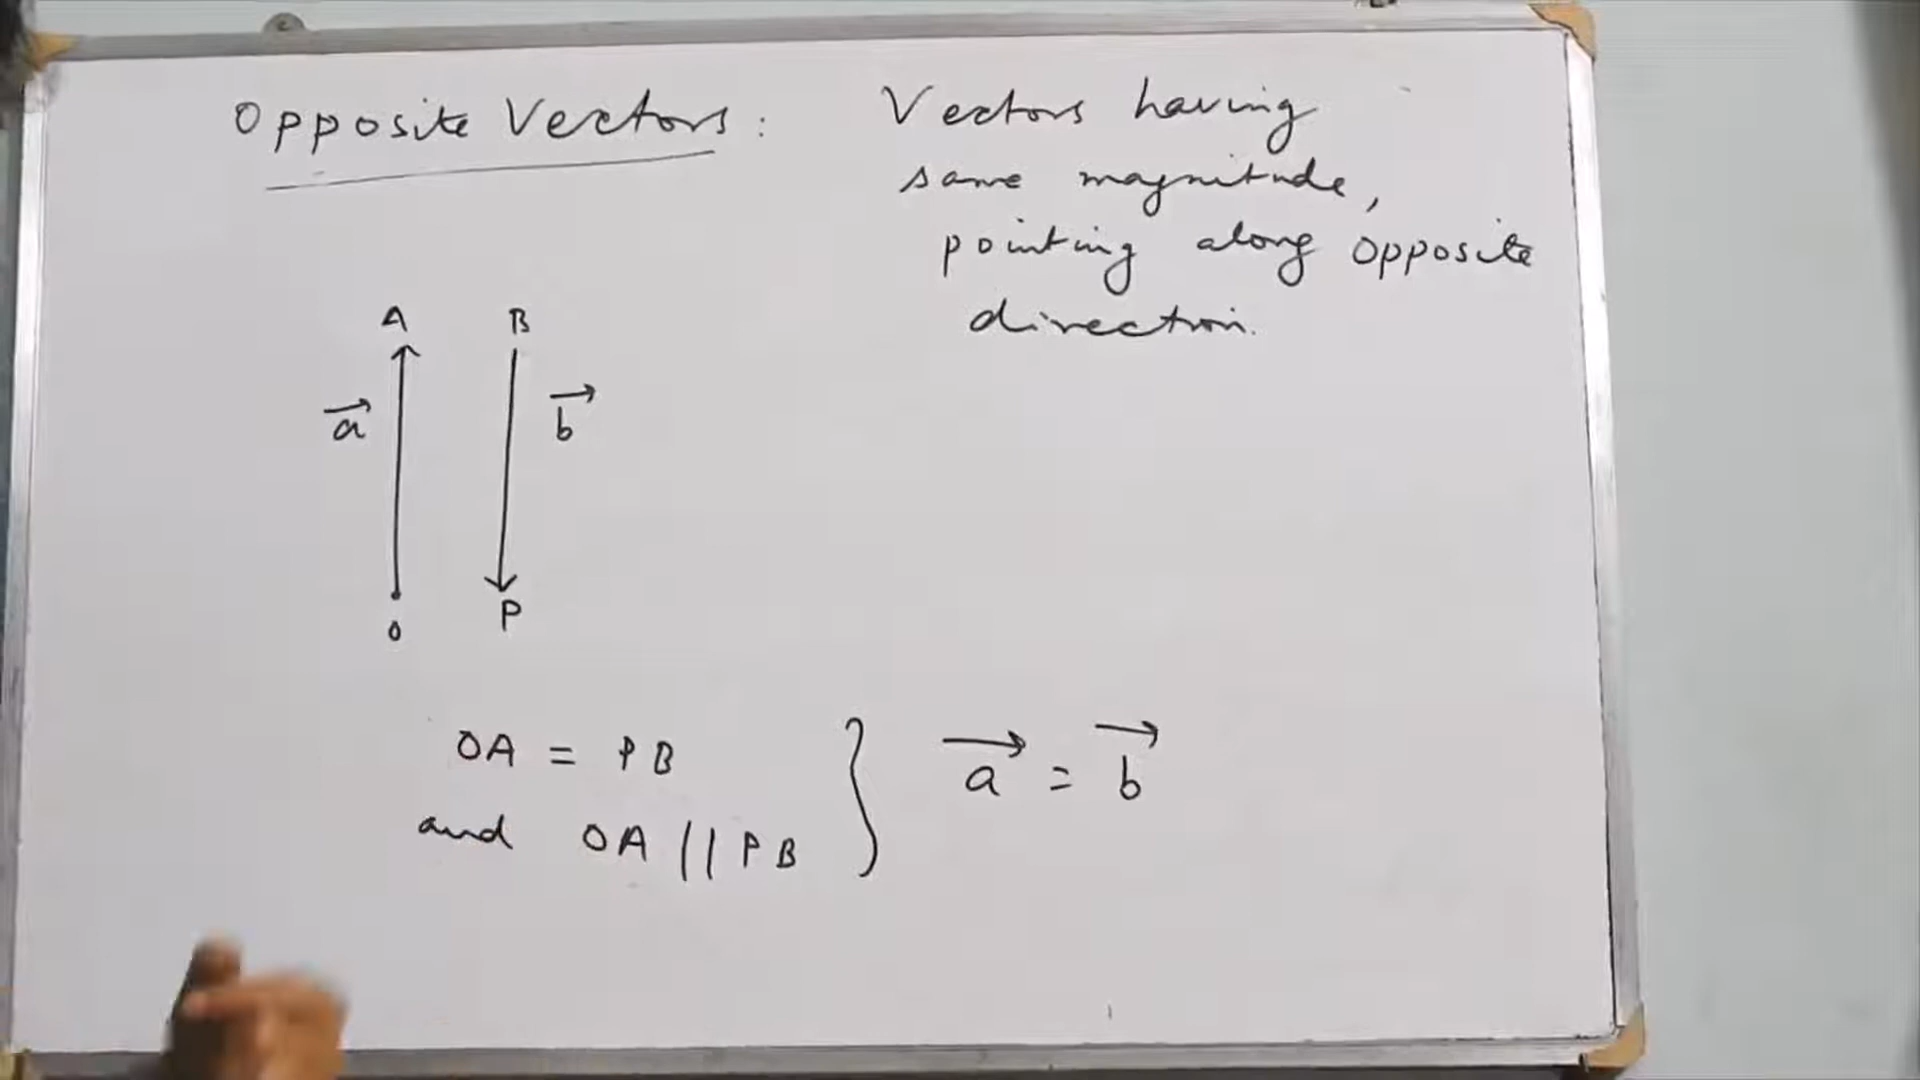 Opposite Vectors : Vectors having
same magnitude,
pointing along opposite
direction.
A B
→a →b
O P
OA = PB
and OA || PB
} →a = →b